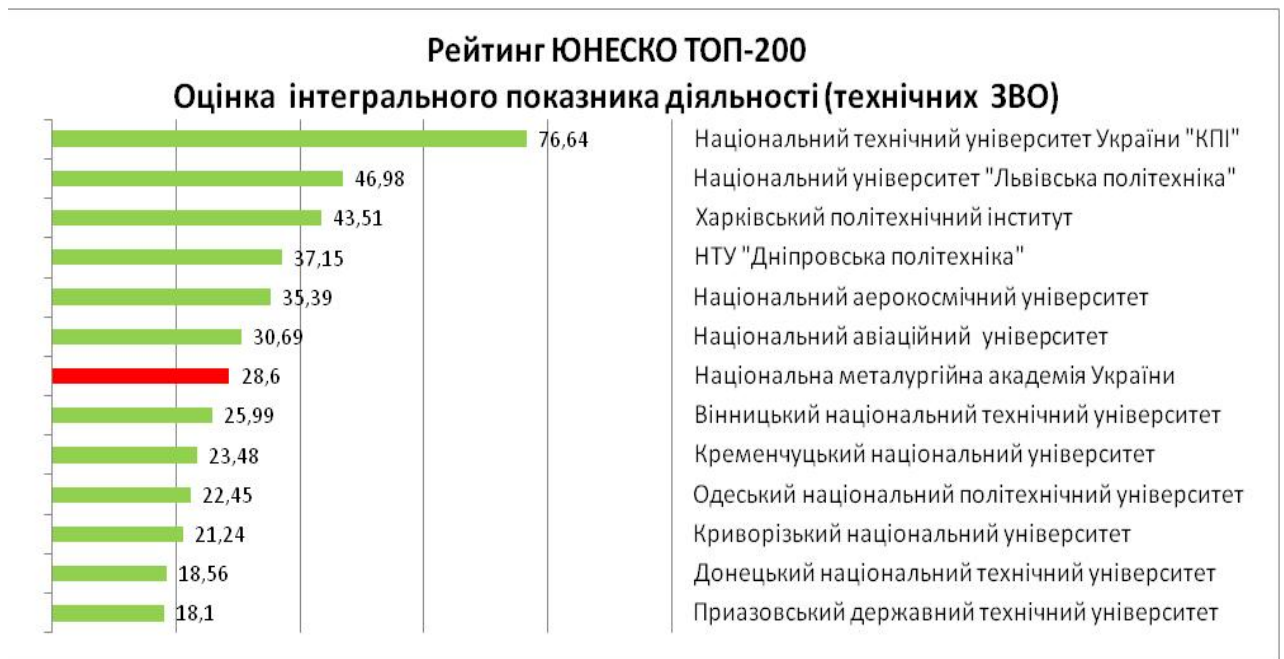 Рейтинг ЮНЕСКО ТОП-200
Оцінка інтегрального показника діяльності (технічних ЗВО)
76,64 Національний технічний університет України "КПІ"
46,98 Національний університет "Львівська політехніка"
43,51 Харківський політехнічний інститут
37,15 НТУ "Дніпровська політехніка"
35,39 Національний аерокосмічний університет
30,69 Національний авіаційний університет
28,6 Національна металургійна академія України
25,99 Вінницький національний технічний університет
23,48 Кременчуцький національний університет
22,45 Одеський національний політехнічний університет
21,24 Криворізький національний університет
18,56 Донецький національний технічний університет
18,1 Приазовський державний технічний університет